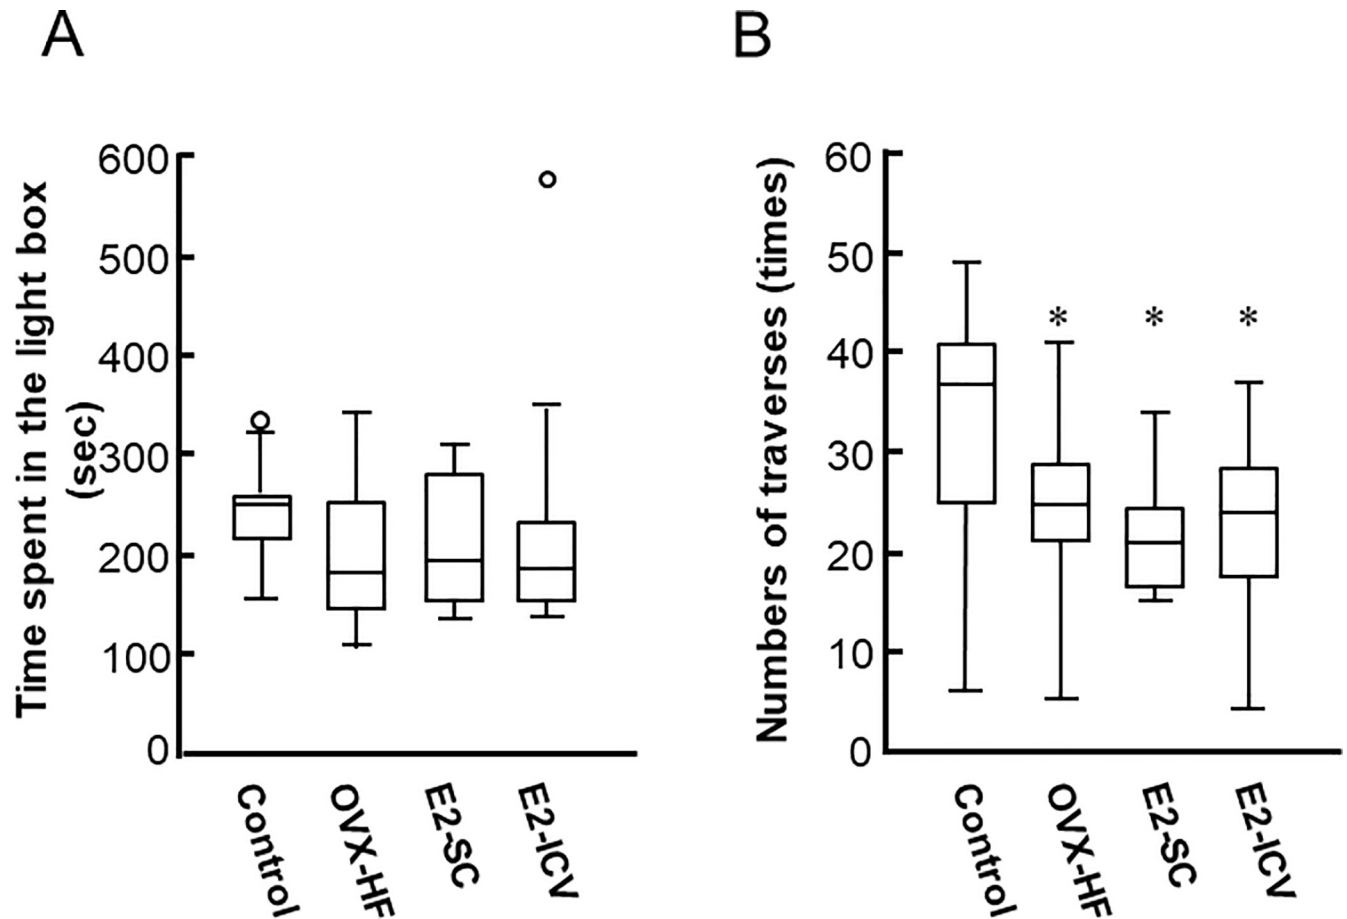 A
Time spent in the light box
(sec)
600
500
400
300
200
100
0
Control
OVX-HF
E2-SC
E2-ICV
B
Numbers of traverses (times)
60
50
40
30
20
10
0
*
*
*
Control
OVX-HF
E2-SC
E2-ICV